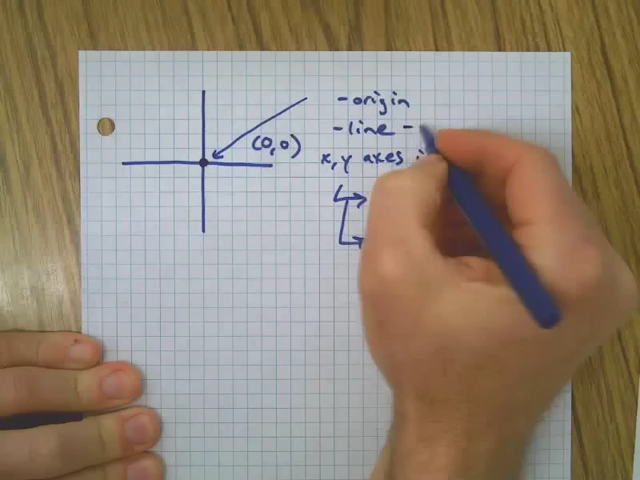 (0,0)
-origin
-line -
x,y axes